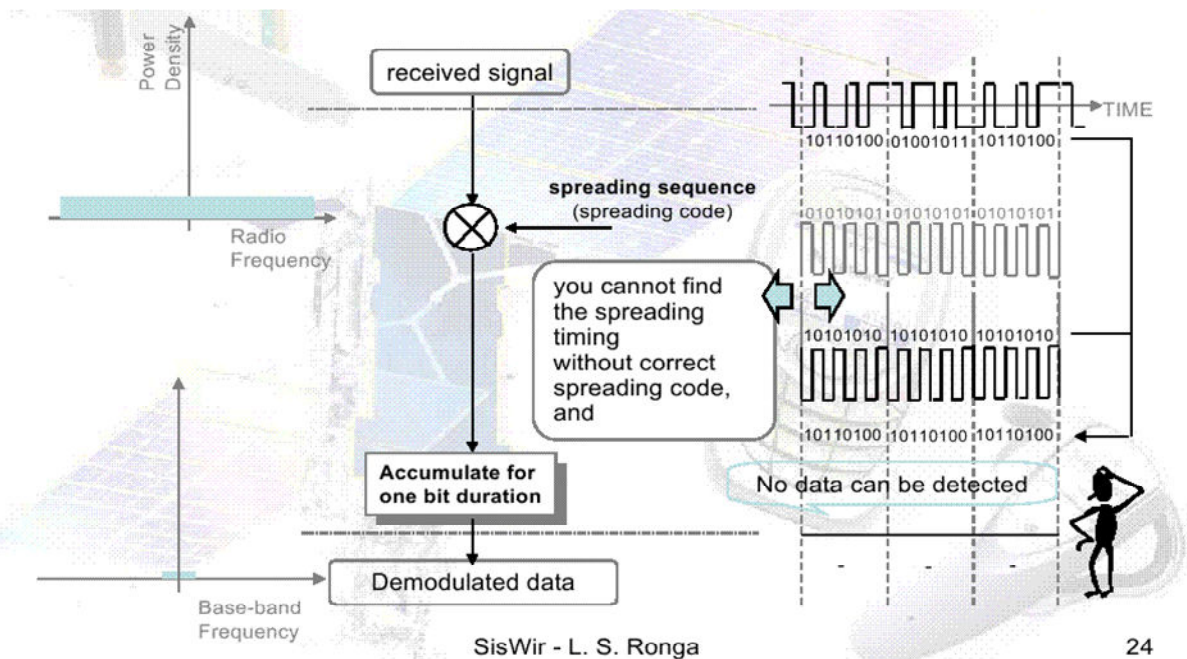 Power
Density
received signal
TIME
10110100 01001011 10110100
spreading sequence
(spreading code)
01010101 01010101 01010101
Radio
Frequency
you cannot find
the spreading
timing
without correct
spreading code,
and
10101010 10101010 10101010
10110100 10110100 10110100
Accumulate for
one bit duration
No data can be detected
- - -
Demodulated data
Base-band
Frequency
SisWir - L. S. Ronga
24